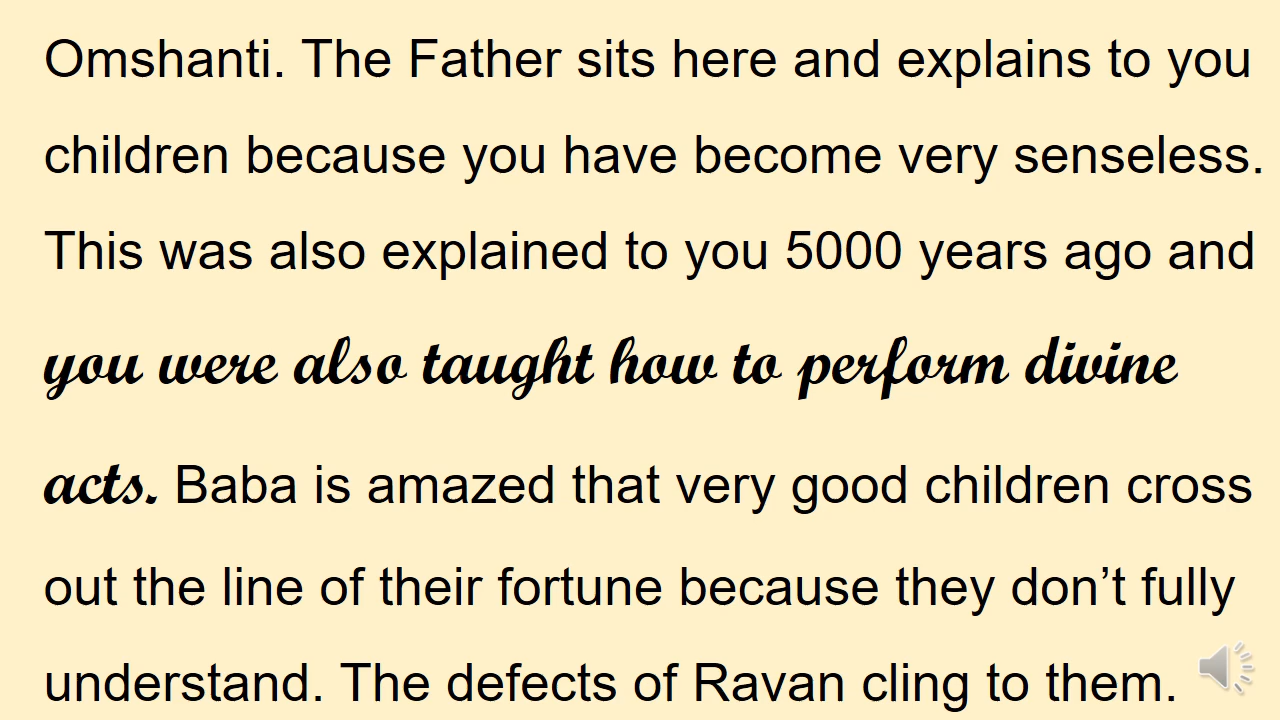 Omshanti. The Father sits here and explains to you
children because you have become very senseless.
This was also explained to you 5000 years ago and
you were also taught how to perform divine
acts. Baba is amazed that very good children cross
out the line of their fortune because they don’t fully
understand. The defects of Ravan cling to them.